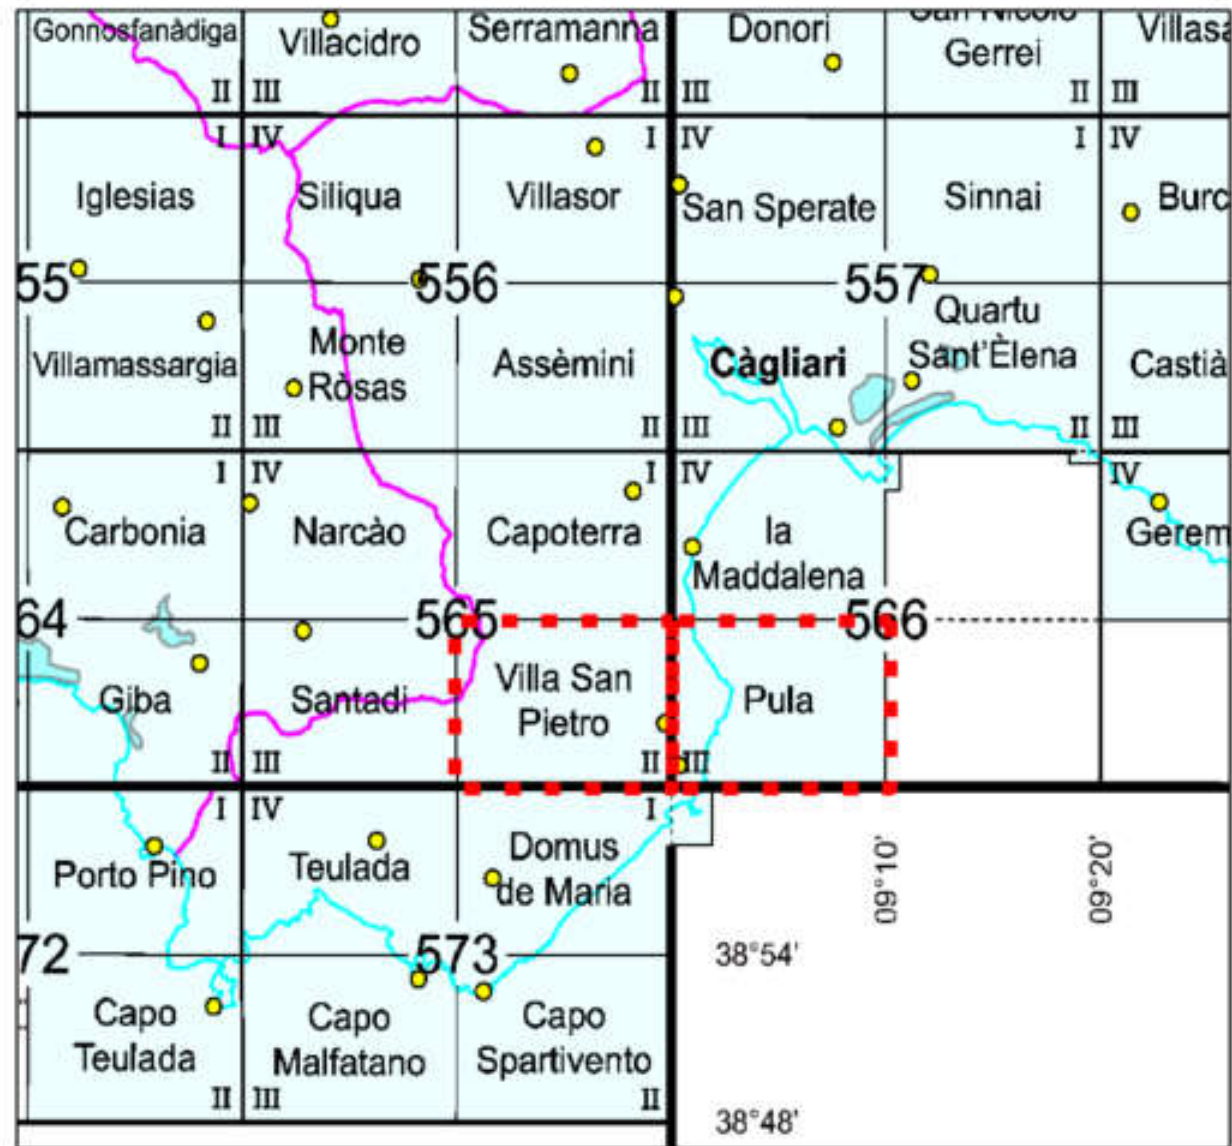 Gonnosfanàdiga
Villacidro
Serramanna
Donori
San Nicolò
Gerrei
II III II III II III
I IV I IV I IV
Iglesias
Siliqua
Villasor
San Sperate
Sinnai
Burc
55
556
557
Villamassargia
Monte
Ròsas
Assèmini
Càgliari
Quartu
Sant'Èlena
Castià
II III II III II III
I IV I IV IV
Carbonia
Narcào
Capoterra
la
Maddalena
Gerem
64
565
566
Giba
Santadi
Villa San
Pietro
Pula
II III II III
I IV I
Porto Pino
Teulada
Domus
de Maria
09°10'
09°20'
72
573
38°54'
Capo
Teulada
Capo
Malfatano
Capo
Spartivento
II III II
38°48'